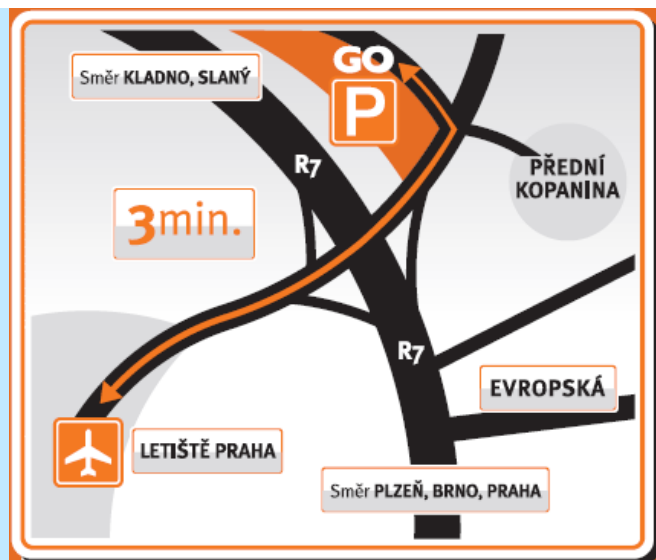 Směr KLADNO, SLANÝ
GO
P
R7
PŘEDNÍ
KOPANINA
3min.
R7
EVROPSKÁ
LETIŠTĚ PRAHA
Směr PLZEŇ, BRNO, PRAHA